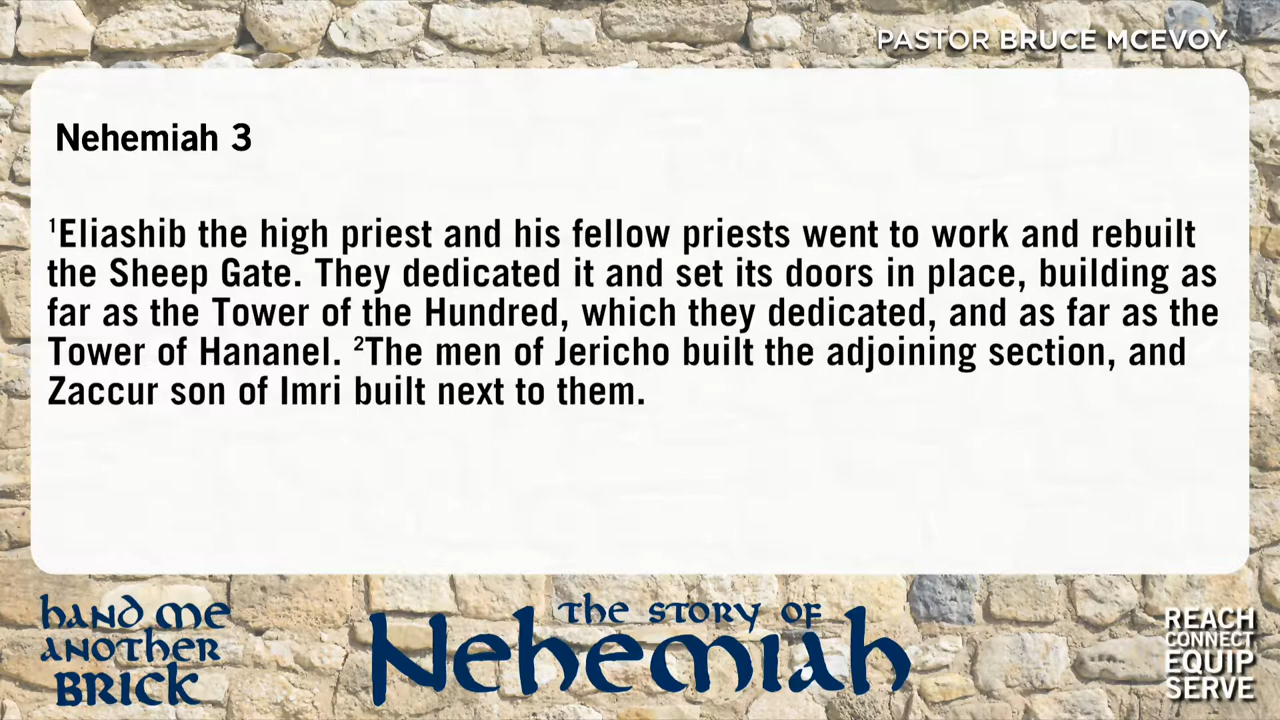 PASTOR BRUCE MCEVOY
Nehemiah 3
¹Eliashib the high priest and his fellow priests went to work and rebuilt
the Sheep Gate. They dedicated it and set its doors in place, building as
far as the Tower of the Hundred, which they dedicated, and as far as the
Tower of Hananel. ²The men of Jericho built the adjoining section, and
Zaccur son of Imri built next to them.
hand me
another
brick
the story of
Nehemiah
REACH
CONNECT
EQUIP
SERVE